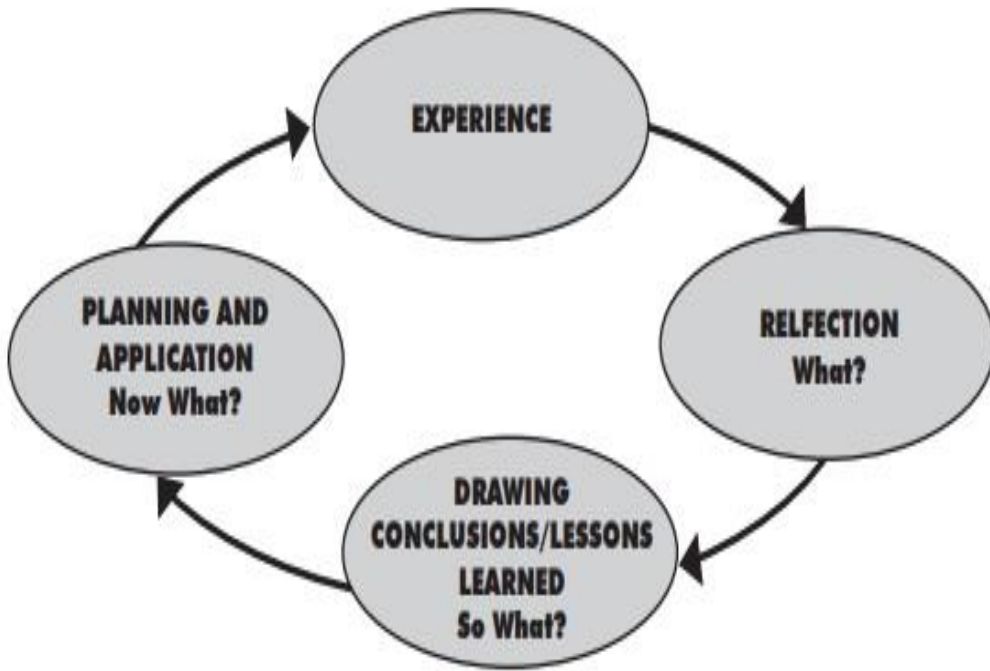 EXPERIENCE
RELFECTION
What?
DRAWING
CONCLUSIONS/LESSONS
LEARNED
So What?
PLANNING AND
APPLICATION
Now What?